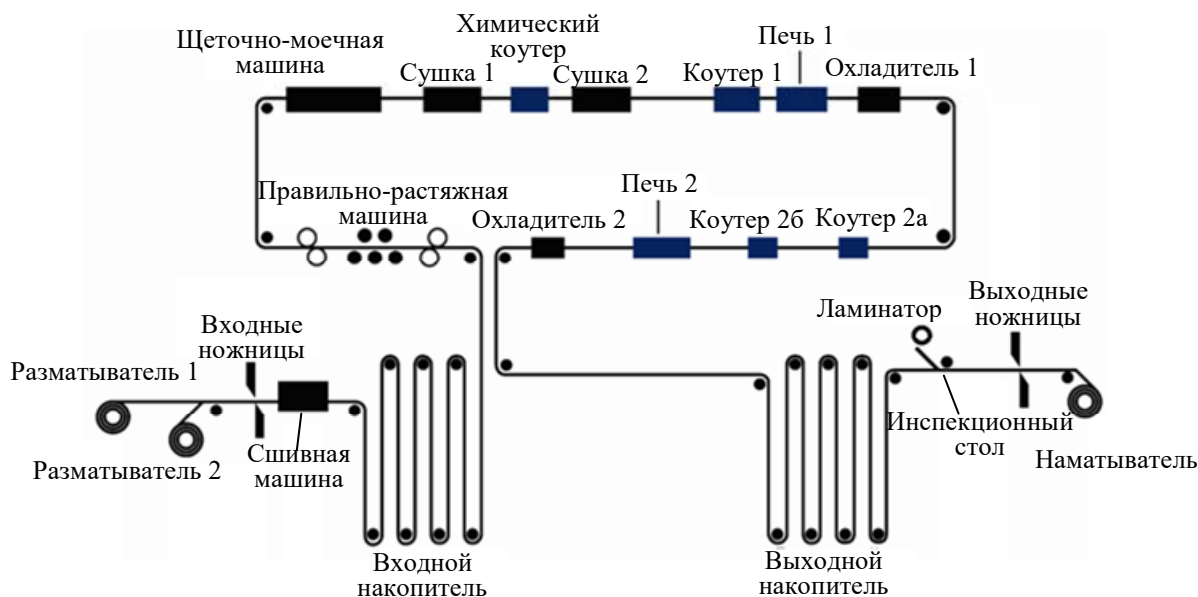 Щеточно-моечная
машина
Сушка 1
Химический
коутер
Сушка 2
Коутер 1
Печь 1
Охладитель 1
Правильно-растяжная
машина
Охладитель 2
Печь 2
Коутер 2б
Коутер 2а
Разматыватель 1
Разматыватель 2
Входные
ножницы
Сшивная
машина
Входной
накопитель
Выходной
накопитель
Ламинатор
Выходные
ножницы
Инспекционный
стол
Наматыватель